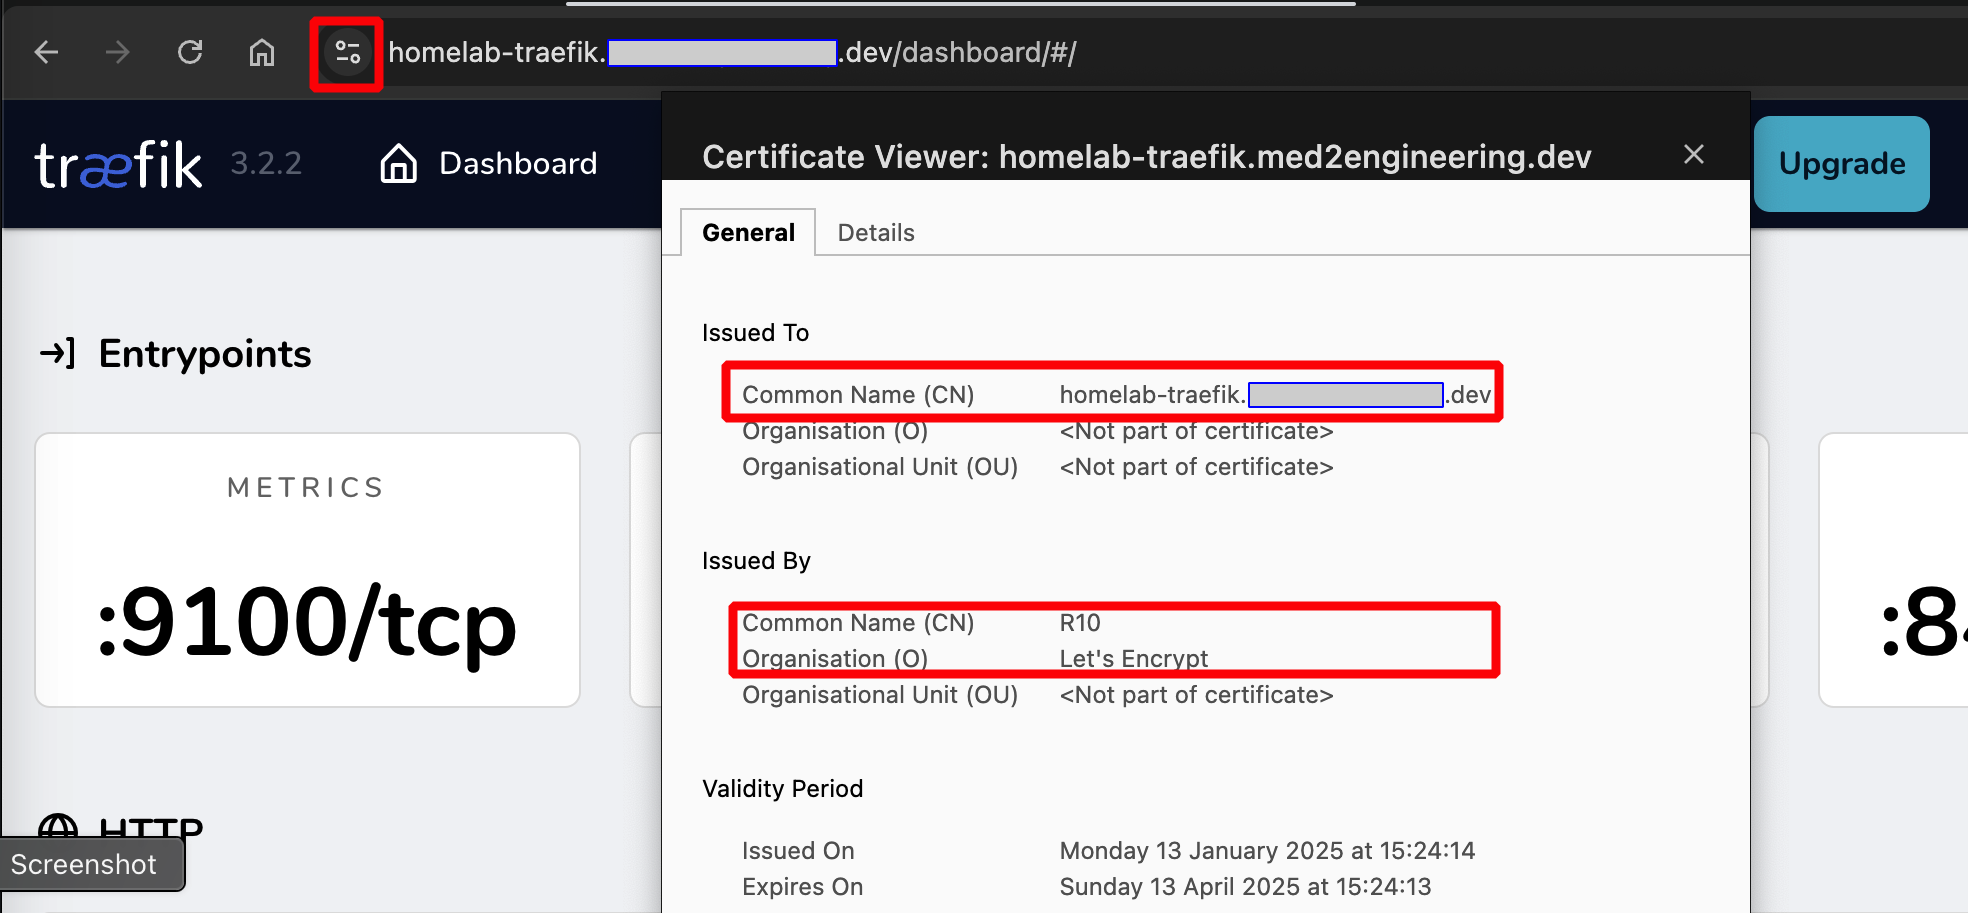 homelab-traefik. .dev/dashboard/#/
træfik 3.2.2 Dashboard
Upgrade
Certificate Viewer: homelab-traefik.med2engineering.dev
General Details
Entrypoints
METRICS
:9100/tcp
HTTP
Screenshot
Issued To
Common Name (CN) homelab-traefik. .dev
Organisation (O) <Not part of certificate>
Organisational Unit (OU) <Not part of certificate>
Issued By
Common Name (CN) R10
Organisation (O) Let's Encrypt
Organisational Unit (OU) <Not part of certificate>
Validity Period
Issued On Monday 13 January 2025 at 15:24:14
Expires On Sunday 13 April 2025 at 15:24:13